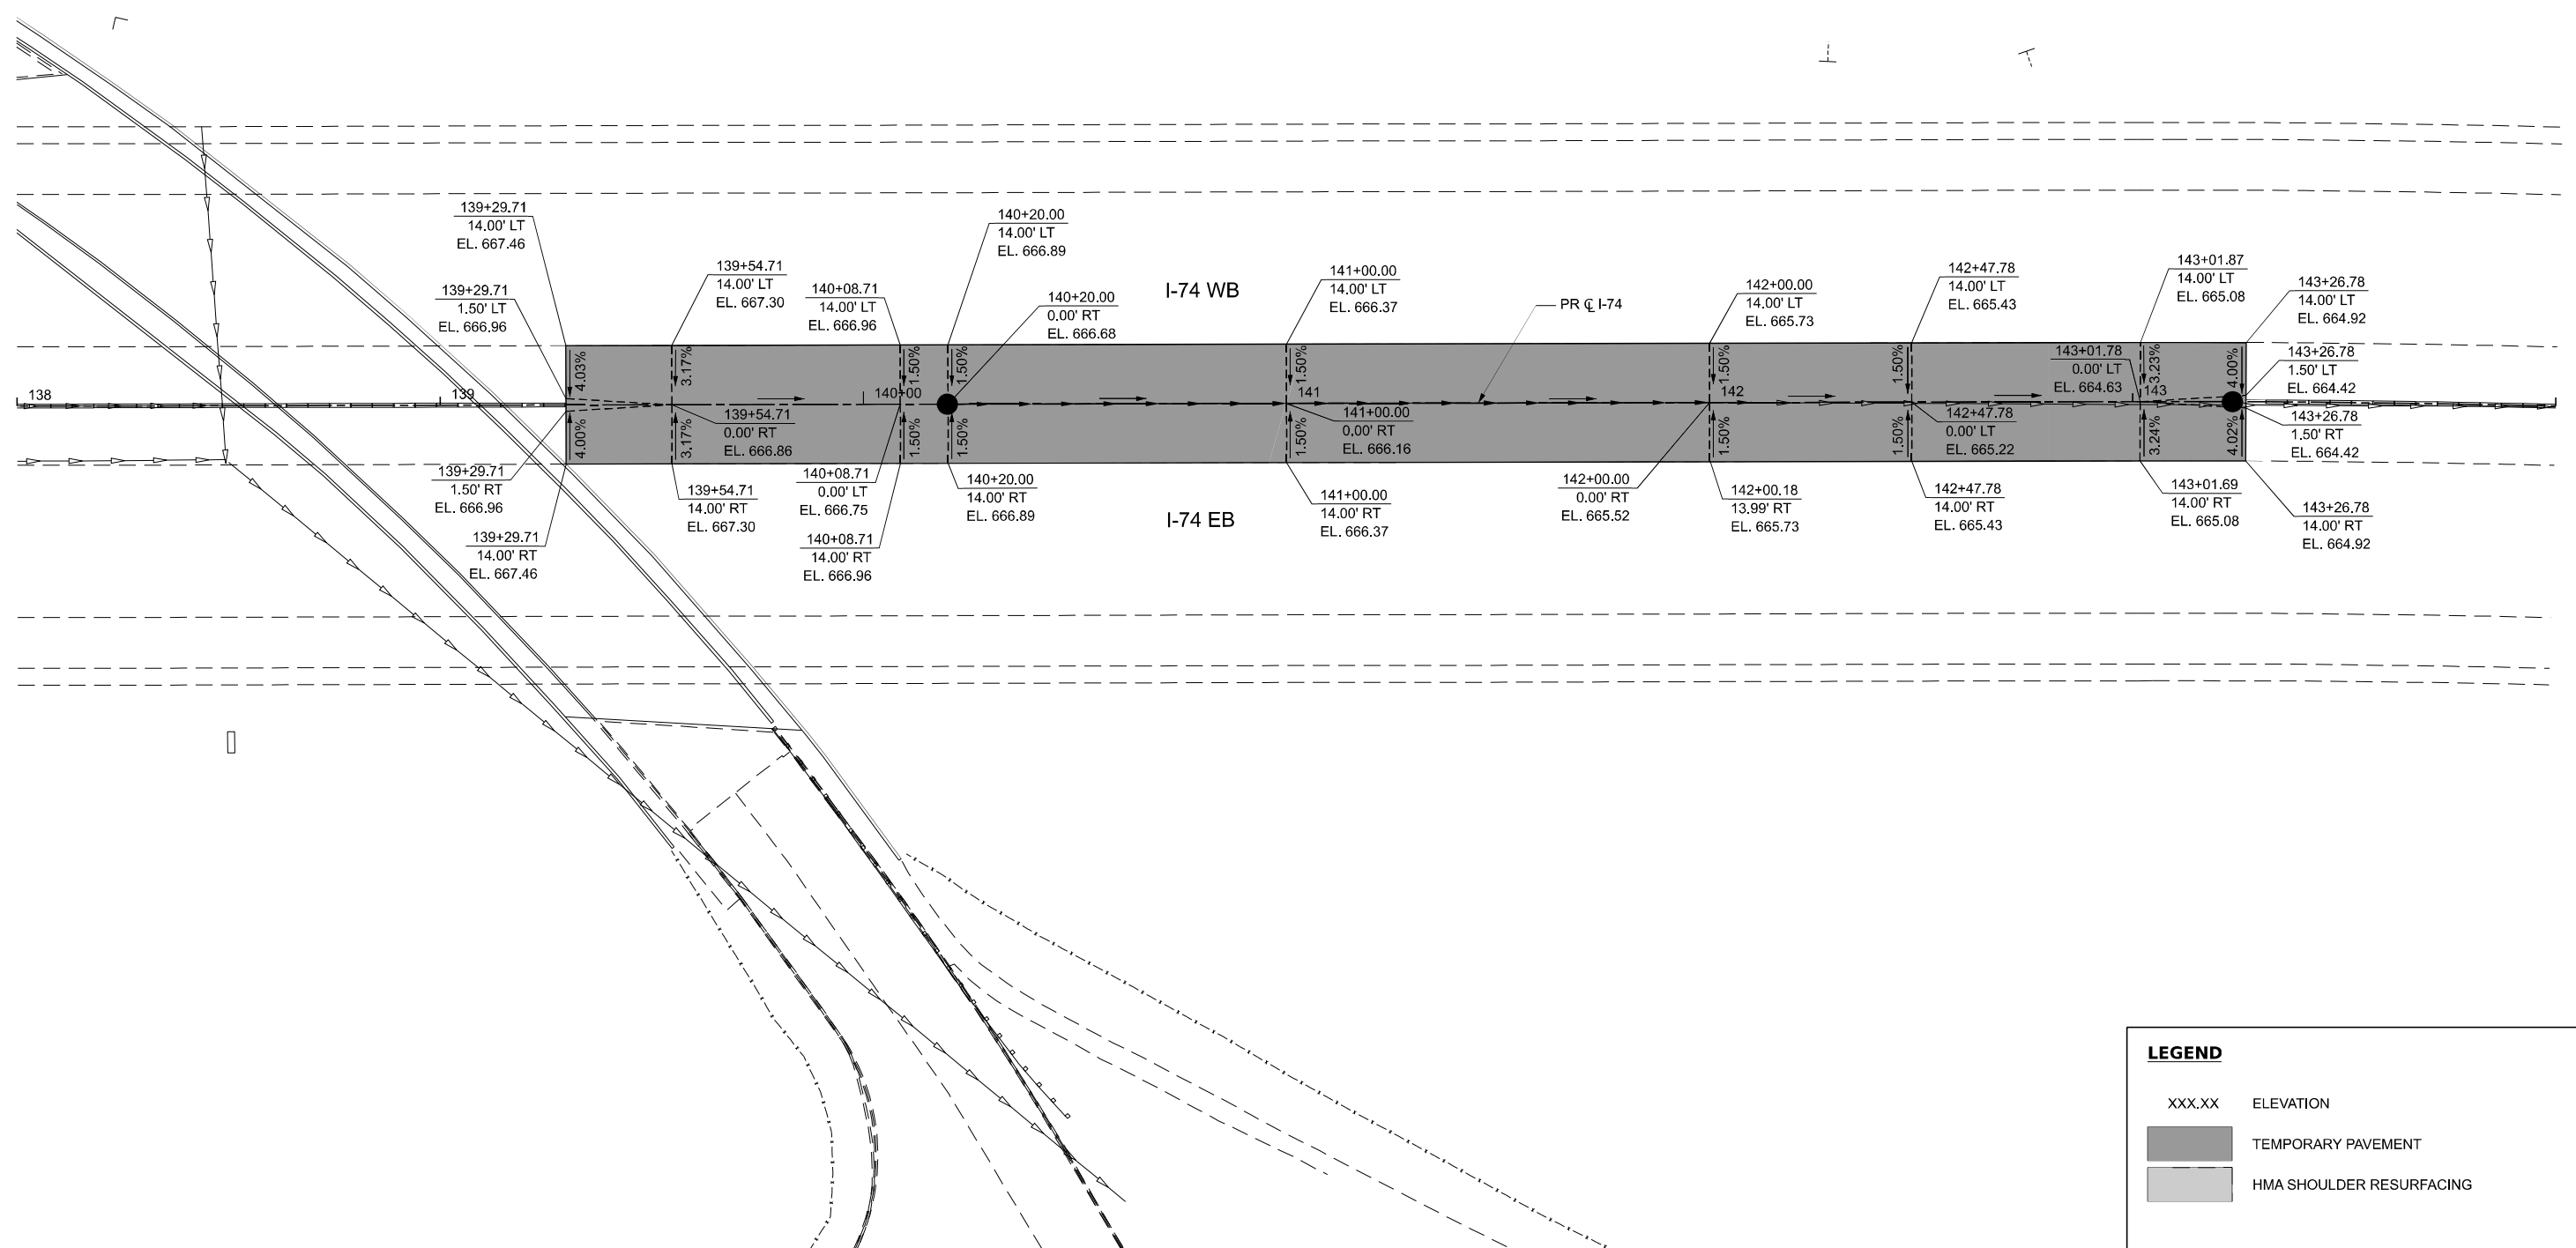 139+29.71
14.00' LT
EL. 667.46
139+29.71
1.50' LT
EL. 666.96
139+54.71
14.00' LT
EL. 667.30
140+08.71
14.00' LT
EL. 666.96
140+20.00
14.00' LT
EL. 666.89
140+20.00
0.00' RT
EL. 666.68
I-74 WB
141+00.00
14.00' LT
EL. 666.37
PR ℄ I-74
142+00.00
14.00' LT
EL. 665.73
142+47.78
14.00' LT
EL. 665.43
143+01.87
14.00' LT
EL. 665.08
143+26.78
14.00' LT
EL. 664.92
143+01.78
0.00' LT
EL. 664.63
143+26.78
1.50' LT
EL. 664.42
4.03%
3.17%
1.50%
1.50%
1.50%
1.50%
1.50%
3.23%
4.00%
138
139
140+00
141
142
143
4.00%
3.17%
1.50%
1.50%
1.50%
1.50%
1.50%
3.24%
4.02%
139+54.71
0.00' RT
EL. 666.86
141+00.00
0.00' RT
EL. 666.16
142+47.78
0.00' LT
EL. 665.22
143+26.78
1.50' RT
EL. 664.42
139+29.71
1.50' RT
EL. 666.96
139+29.71
14.00' RT
EL. 667.46
139+54.71
14.00' RT
EL. 667.30
140+08.71
0.00' LT
EL. 666.75
140+08.71
14.00' RT
EL. 666.96
140+20.00
14.00' RT
EL. 666.89
I-74 EB
141+00.00
14.00' RT
EL. 666.37
142+00.00
0.00' RT
EL. 665.52
142+00.18
13.99' RT
EL. 665.73
142+47.78
14.00' RT
EL. 665.43
143+01.69
14.00' RT
EL. 665.08
143+26.78
14.00' RT
EL. 664.92
LEGEND
XXX.XX ELEVATION
TEMPORARY PAVEMENT
HMA SHOULDER RESURFACING